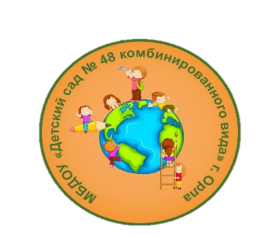 МБДОУ «Детский сад № 48 комбинированного вида» г. Орла